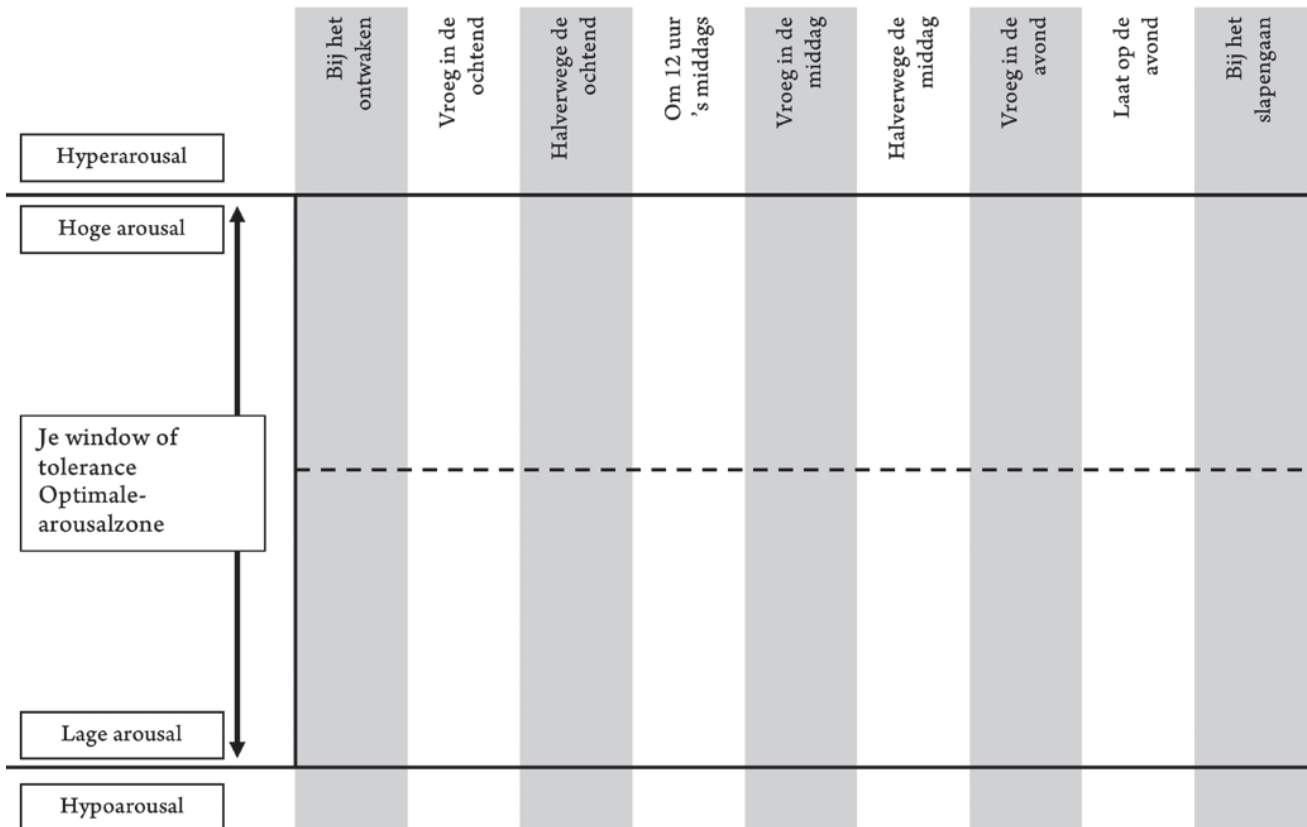 Bij het
ontwaken
Vroeg in de
ochtend
Halverwege de
ochtend
Om 12 uur
’s middags
Vroeg in de
middag
Halverwege de
middag
Vroeg in de
avond
Laat op de
avond
Bij het
slapengaan
Hyperarousal
Hoge arousal
Je window of
tolerance
Optimale-
arousalzone
Lage arousal
Hypoarousal